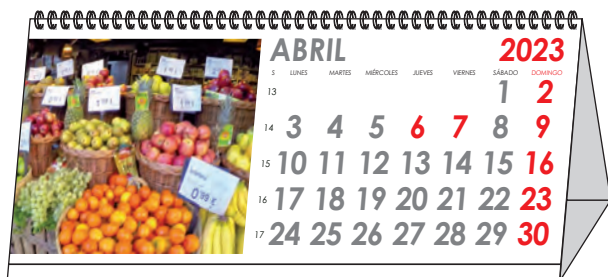 ABRIL 2023
S LUNES MARTES MIÉRCOLES JUEVES VIERNES SÁBADO DOMINGO
13 1 2
14 3 4 5 6 7 8 9
15 10 11 12 13 14 15 16
16 17 18 19 20 21 22 23
17 24 25 26 27 28 29 30
0'99 €